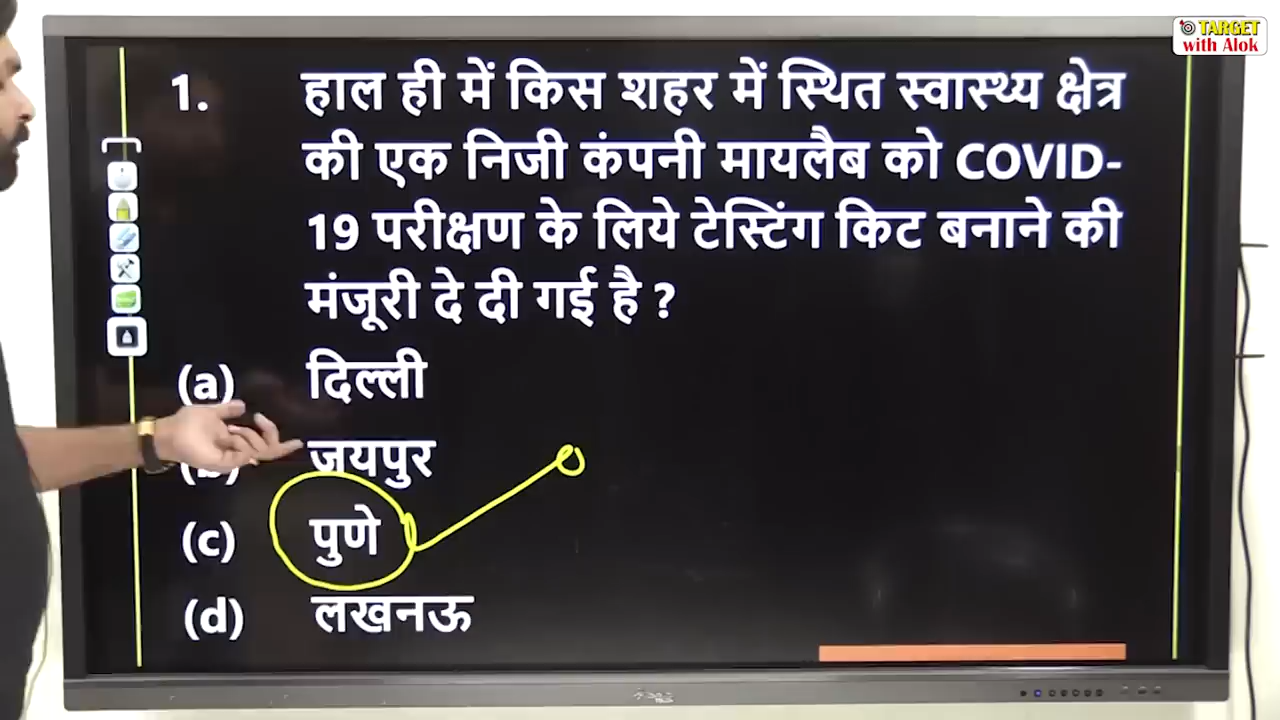 TARGET
with Alok
1. हाल ही में किस शहर में स्थित स्वास्थ्य क्षेत्र
की एक निजी कंपनी मायलैब को COVID-
19 परीक्षण के लिये टेस्टिंग किट बनाने की
मंजूरी दे दी गई है ?
(a) दिल्ली
(b) जयपुर
(c) पुणे
(d) लखनऊ